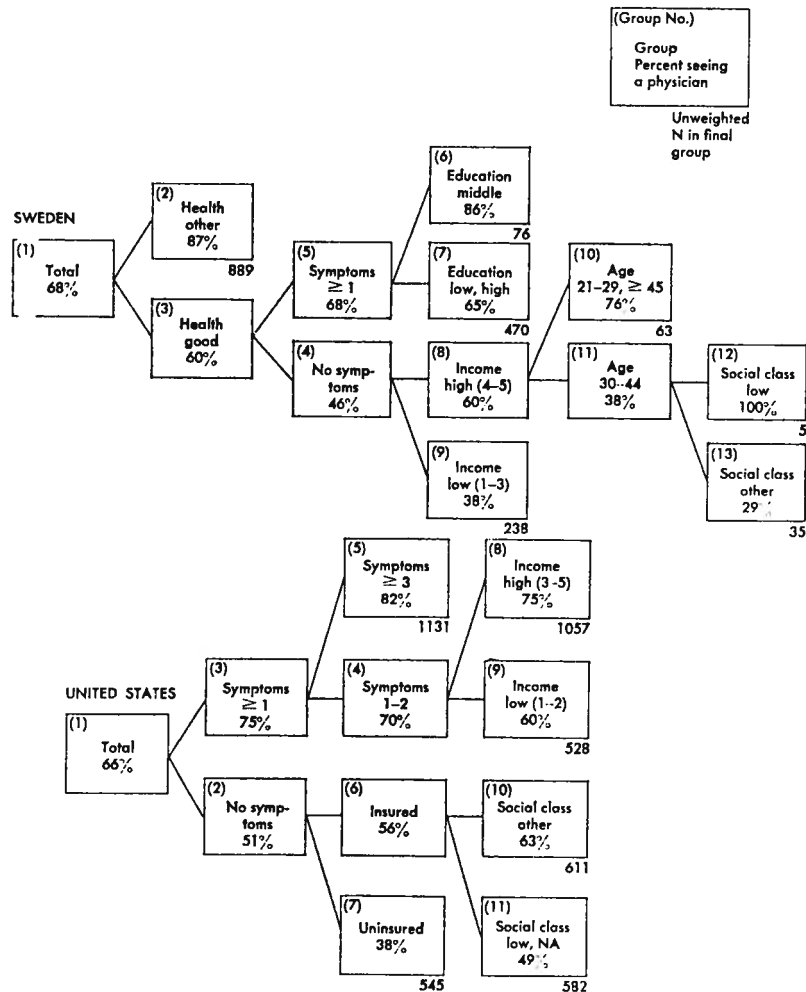 (Group No.)
Group
Percent seeing
a physician
Unweighted
N in final
group
SWEDEN
(1)
Total
68%
(2)
Health
other
87%
889
(3)
Health
good
60%
(5)
Symptoms
≧ 1
68%
(4)
No symp-
toms
46%
(6)
Education
middle
86%
76
(7)
Education
low, high
65%
470
(8)
Income
high (4–5)
60%
(9)
Income
low (1–3)
38%
238
(10)
Age
21–29, ≧ 45
76%
63
(11)
Age
30–44
38%
(12)
Social class
low
100%
5
(13)
Social class
other
29%
35
UNITED STATES
(1)
Total
66%
(3)
Symptoms
≧ 1
75%
(2)
No symp-
toms
51%
(5)
Symptoms
≧ 3
82%
1131
(4)
Symptoms
1–2
70%
(6)
Insured
56%
(7)
Uninsured
38%
545
(8)
Income
high (3-5)
75%
1057
(9)
Income
low (1–2)
60%
528
(10)
Social class
other
63%
611
(11)
Social class
low, NA
49%
582